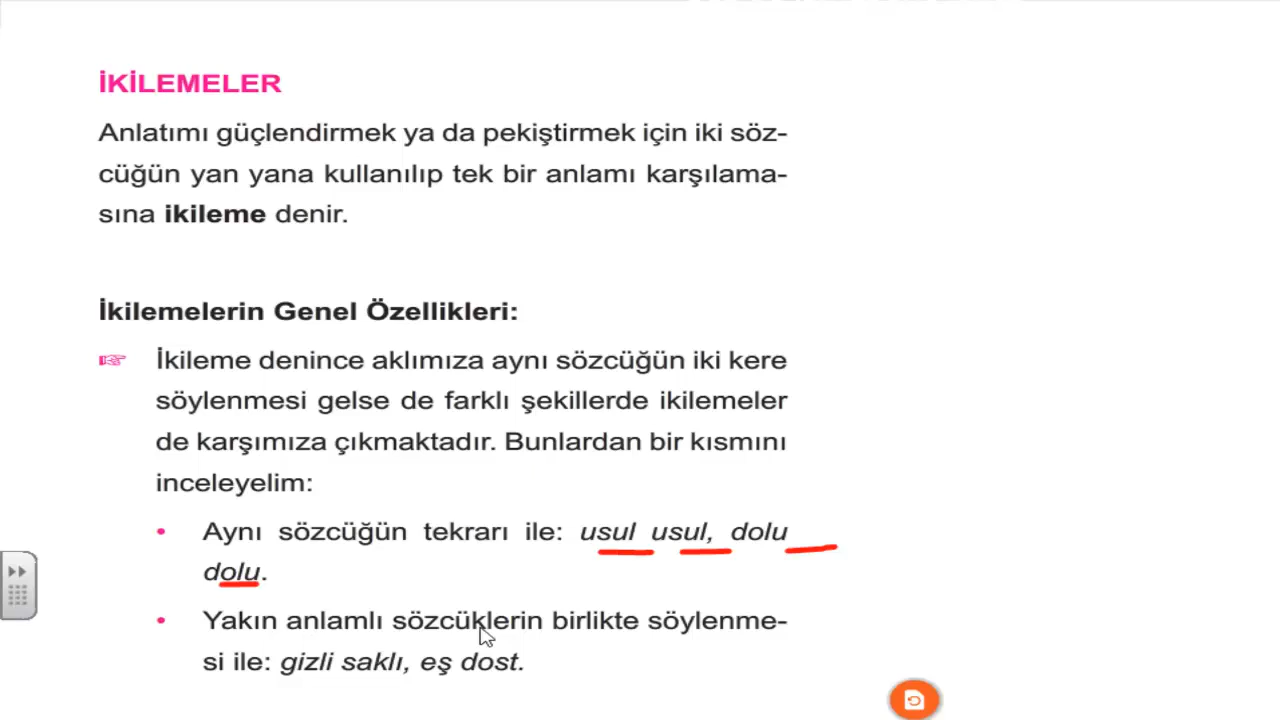 İKİLEMELER
Anlatımı güçlendirmek ya da pekiştirmek için iki söz-
cüğün yan yana kullanılıp tek bir anlamı karşılama-
sına ikileme denir.
İkilemelerin Genel Özellikleri:
☞ İkileme denince aklımıza aynı sözcüğün iki kere
söylenmesi gelse de farklı şekillerde ikilemeler
de karşımıza çıkmaktadır. Bunlardan bir kısmını
inceleyelim:
• Aynı sözcüğün tekrarı ile: usul usul, dolu
dolu.
• Yakın anlamlı sözcüklerin birlikte söylenme-
si ile: gizli saklı, eş dost.